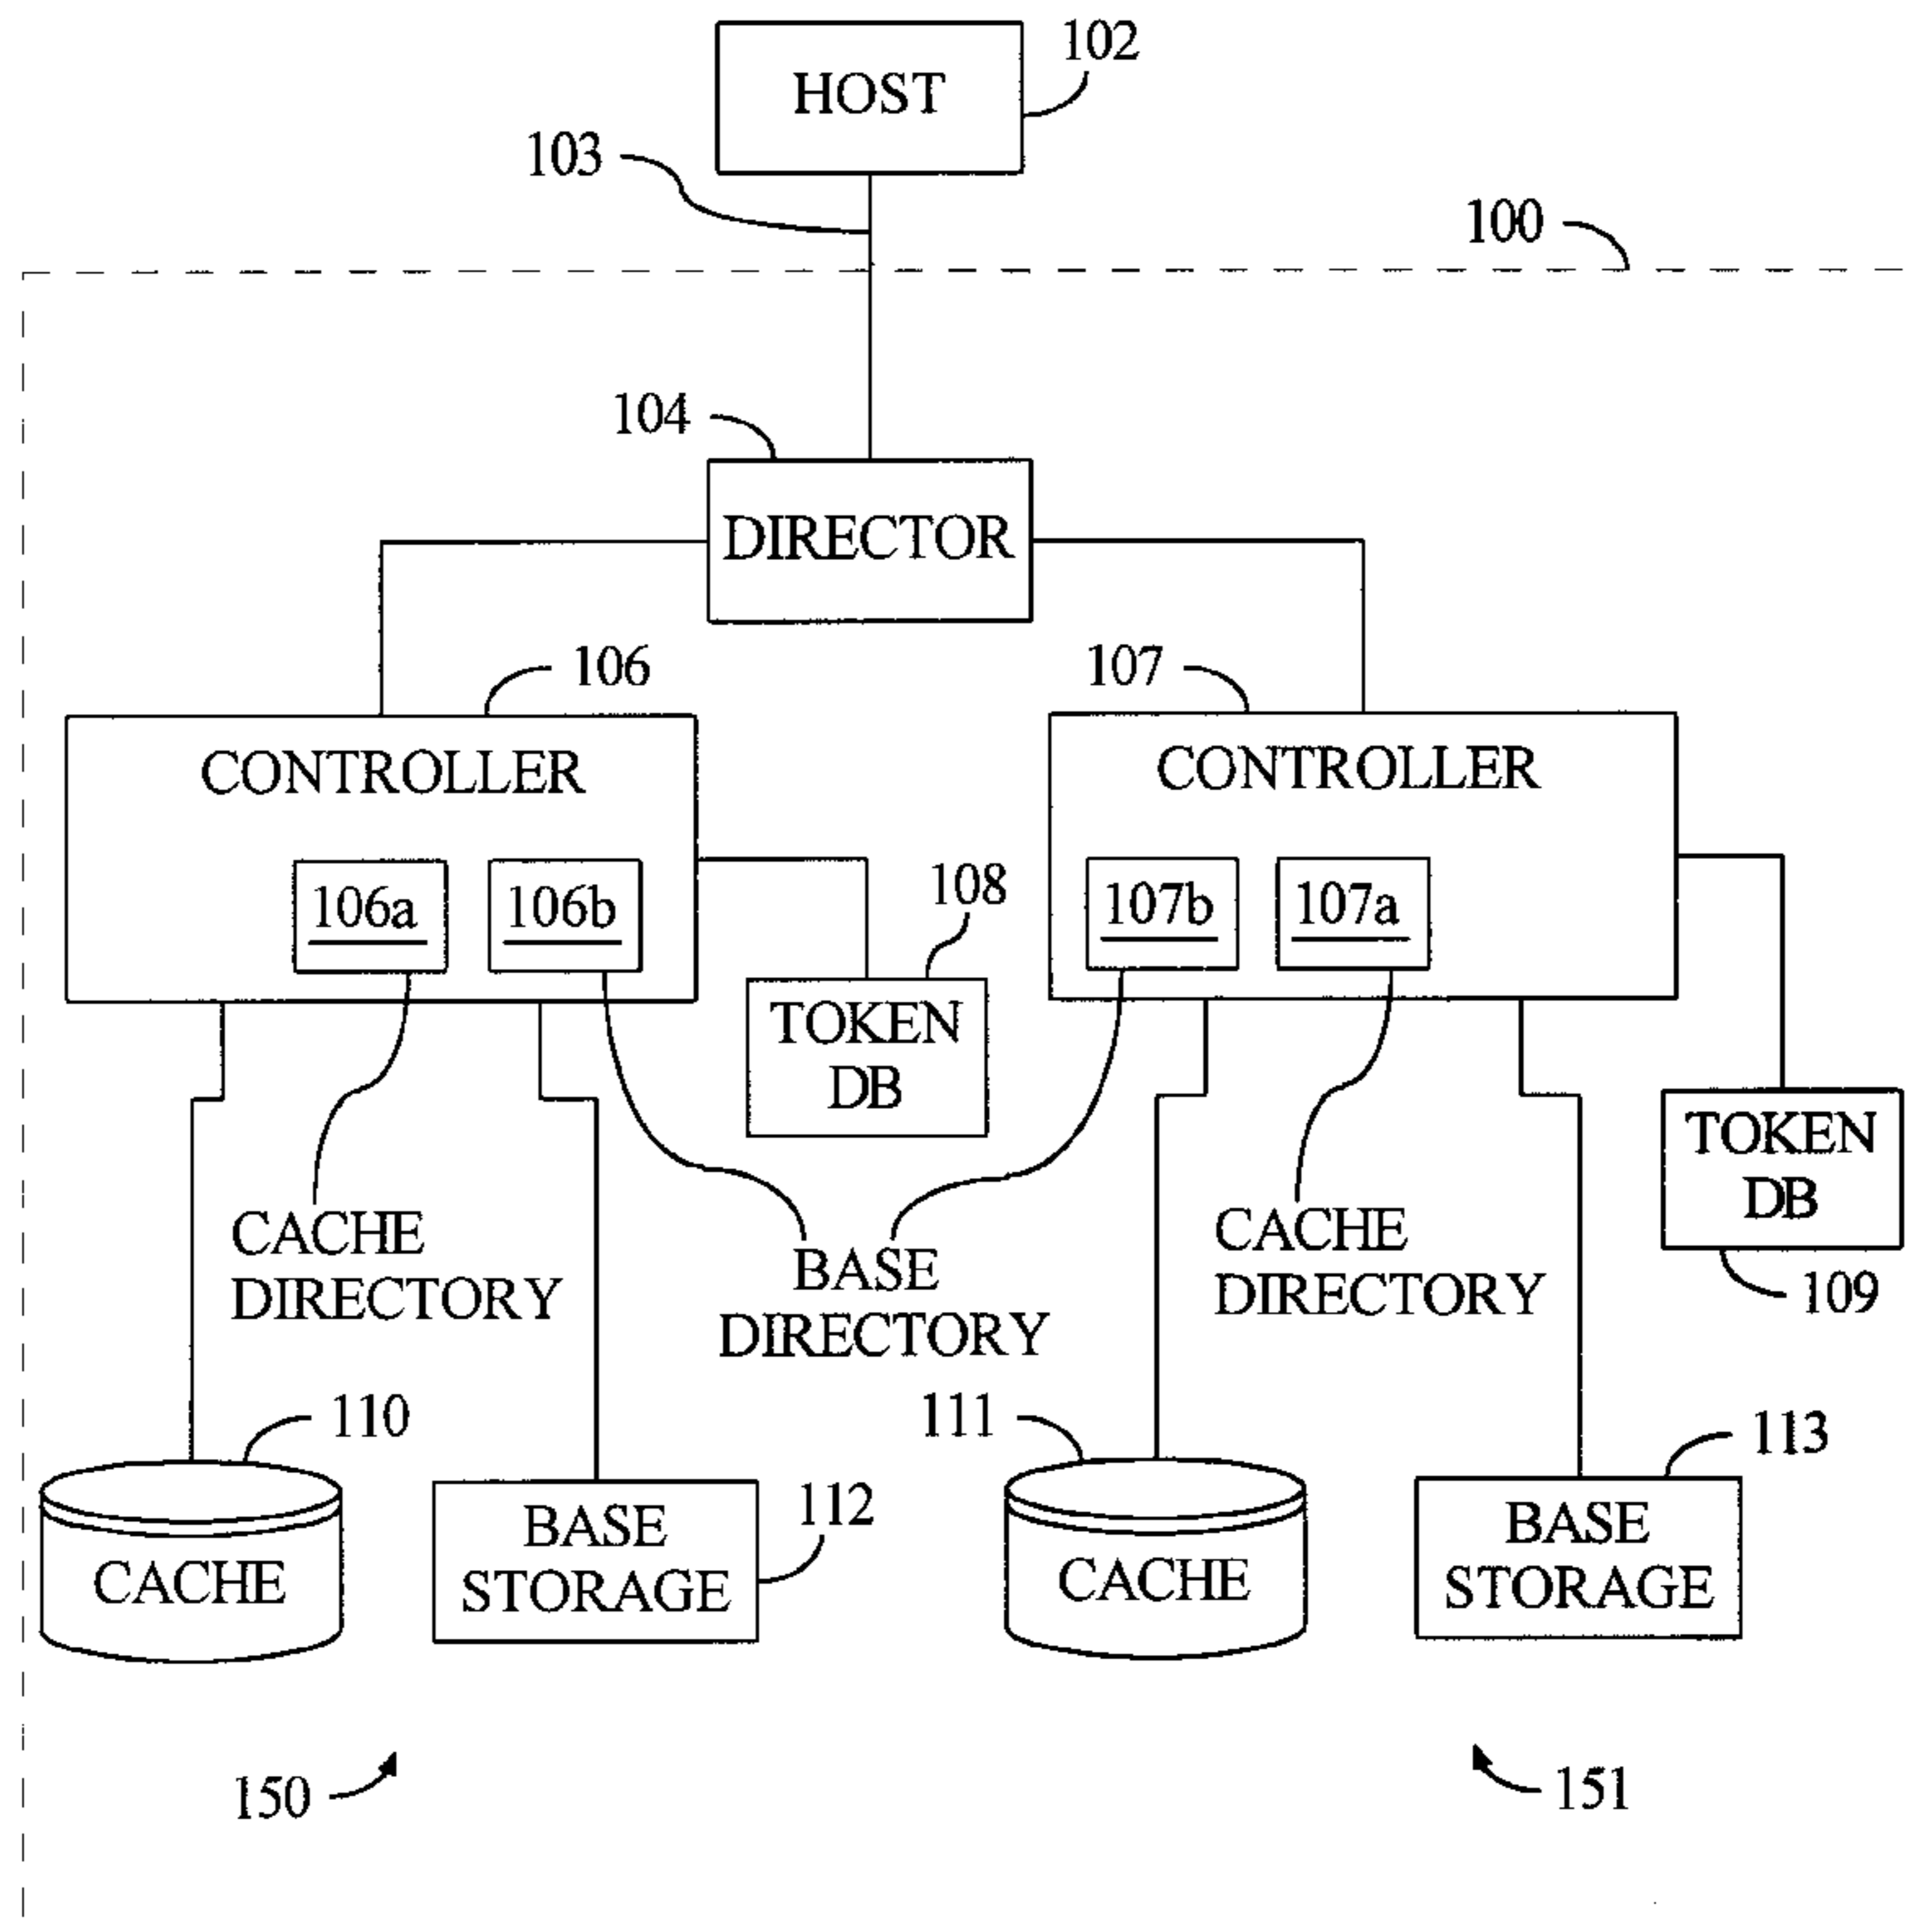 102
HOST
103
100
104
DIRECTOR
106
107
CONTROLLER
CONTROLLER
106a
106b
108
107b
107a
TOKEN
DB
TOKEN
DB
CACHE
DIRECTORY
BASE
DIRECTORY
CACHE
DIRECTORY
109
110
111
113
112
CACHE
BASE
STORAGE
CACHE
BASE
STORAGE
150
151